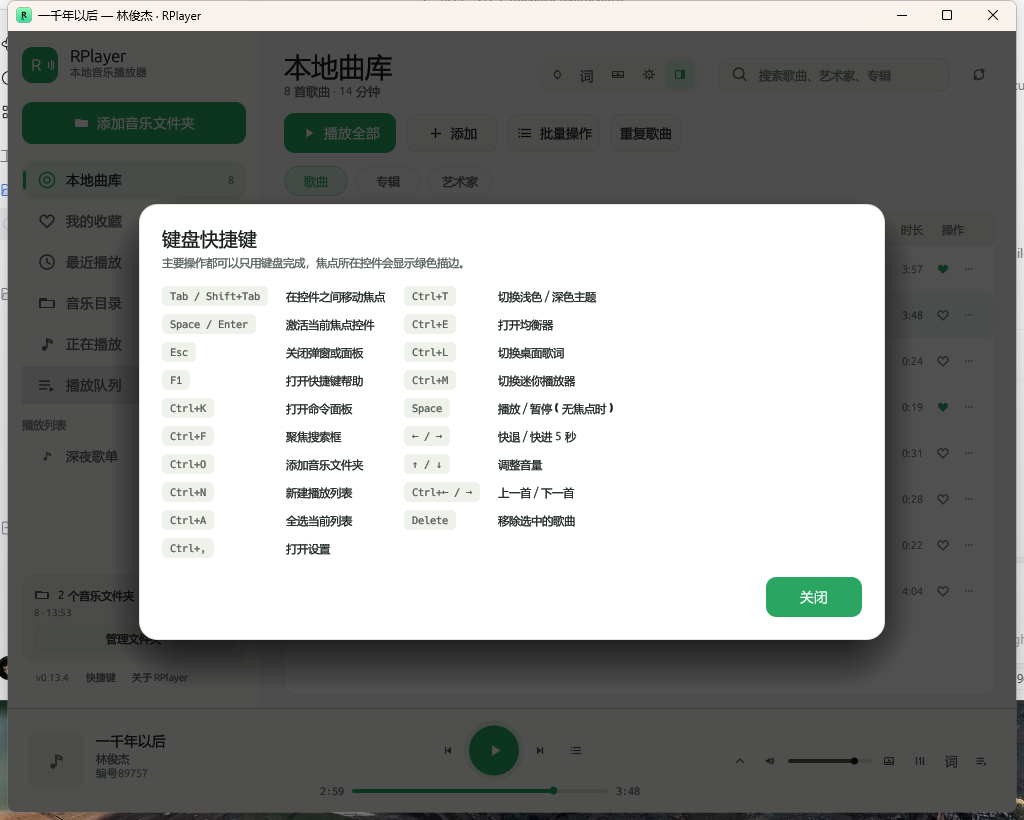 一千年以后 — 林俊杰 · RPlayer
R
RPlayer
本地音乐播放器
添加音乐文件夹
本地曲库 8
我的收藏
最近播放
音乐目录
正在播放
播放队列
播放列表
深夜歌单
2 个音乐文件夹
8 · 13:53
管理文件夹
v0.13.4 快捷键 关于 RPlayer
本地曲库
8 首歌曲 · 14 分钟
词
搜索歌曲、艺术家、专辑
播放全部 添加 批量操作 重复歌曲
歌曲 专辑 艺术家
时长 操作
3:57
3:48
0:24
0:19
0:31
0:28
0:22
4:04
键盘快捷键
主要操作都可以只用键盘完成，焦点所在控件会显示绿色描边。
Tab / Shift+Tab 在控件之间移动焦点 Ctrl+T 切换浅色 / 深色主题
Space / Enter 激活当前焦点控件 Ctrl+E 打开均衡器
Esc 关闭弹窗或面板 Ctrl+L 切换桌面歌词
F1 打开快捷键帮助 Ctrl+M 切换迷你播放器
Ctrl+K 打开命令面板 Space 播放 / 暂停（无焦点时）
Ctrl+F 聚焦搜索框 ← / → 快退 / 快进 5 秒
Ctrl+O 添加音乐文件夹 ↑ / ↓ 调整音量
Ctrl+N 新建播放列表 Ctrl+← / → 上一首 / 下一首
Ctrl+A 全选当前列表 Delete 移除选中的歌曲
Ctrl+, 打开设置
关闭
一千年以后
林俊杰
编号89757
2:59 3:48
词